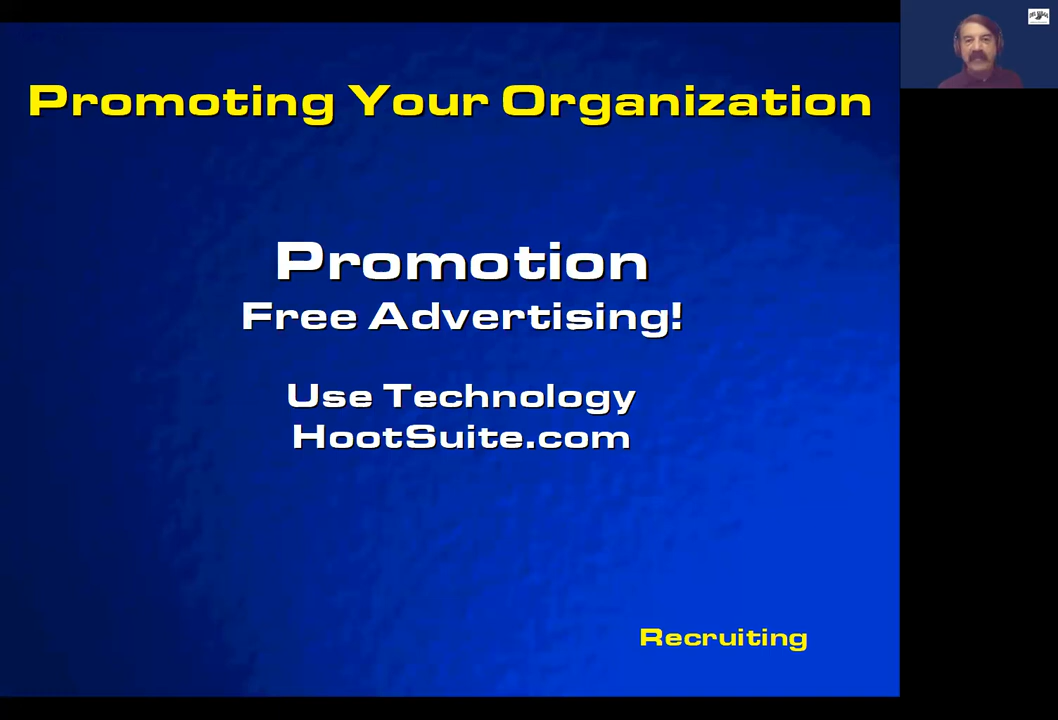 Promoting Your Organization
Promotion
Free Advertising!
Use Technology
HootSuite.com
Recruiting